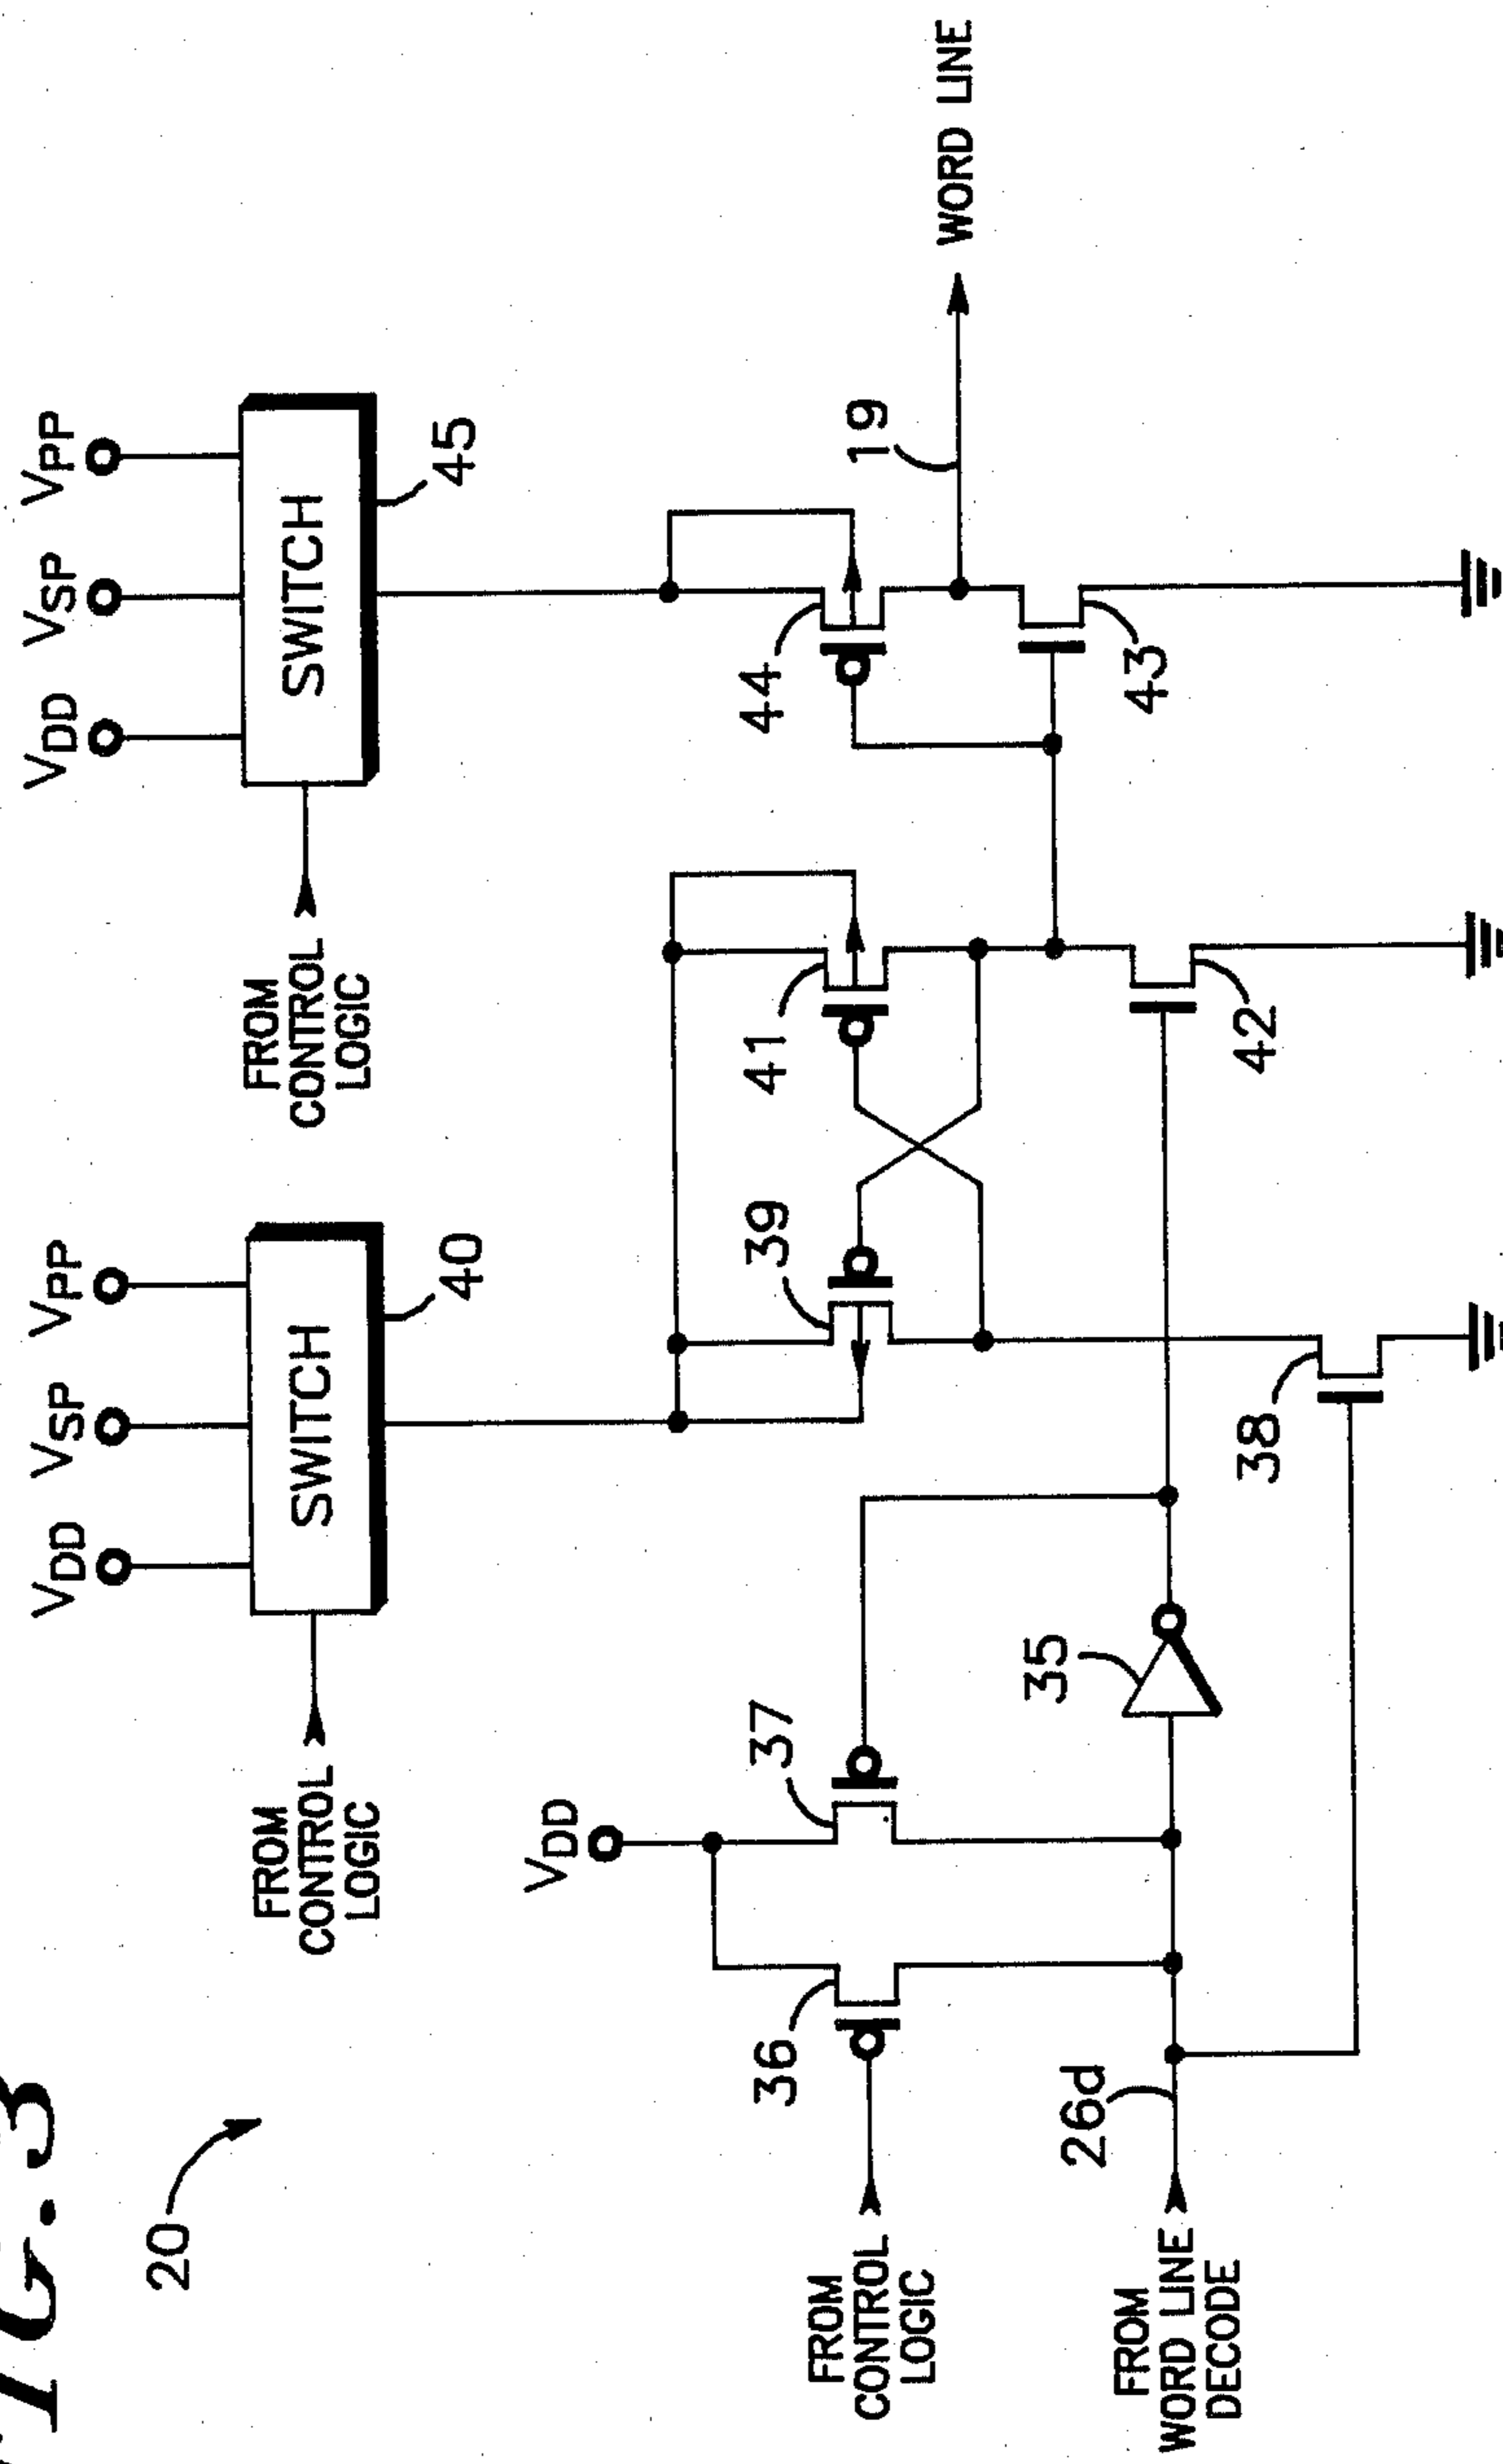 FIG. 3
20
VDD
VSP
VPP
VDD
VSP
VPP
FROM
CONTROL
LOGIC
SWITCH
40
FROM
CONTROL
LOGIC
SWITCH
45
VDD
36
37
39
41
44
19
WORD LINE
FROM
CONTROL
LOGIC
26d
35
38
42
43
FROM
WORD LINE
DECODE